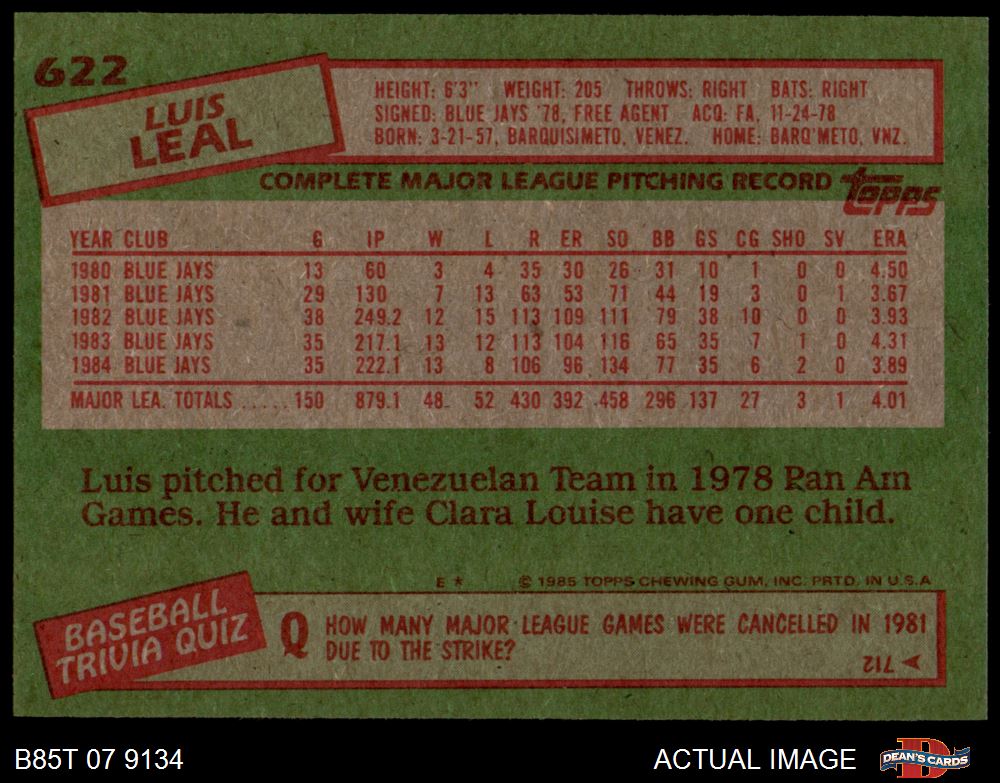 622
LUIS
LEAL
HEIGHT: 6'3" WEIGHT: 205 THROWS: RIGHT BATS: RIGHT
SIGNED: BLUE JAYS '78, FREE AGENT ACQ: FA, 11-24-78
BORN: 3-21-57, BARQUISIMETO, VENEZ. HOME: BARQ'METO, VNZ.
COMPLETE MAJOR LEAGUE PITCHING RECORD
TOPPS
YEAR CLUB G IP W L R ER SO BB GS CG SHO SV ERA
1980 BLUE JAYS 13 60 3 4 35 30 26 31 10 1 0 0 4.50
1981 BLUE JAYS 29 130 7 13 63 53 71 44 19 3 0 1 3.67
1982 BLUE JAYS 38 249.2 12 15 113 109 111 79 38 10 0 0 3.93
1983 BLUE JAYS 35 217.1 13 12 113 104 116 65 35 7 1 0 4.31
1984 BLUE JAYS 35 222.1 13 8 106 96 134 77 35 6 2 0 3.89
MAJOR LEA. TOTALS ..... 150 879.1 48 52 430 392 458 296 137 27 3 1 4.01
Luis pitched for Venezuelan Team in 1978 Pan Am
Games. He and wife Clara Louise have one child.
E * © 1985 TOPPS CHEWING GUM, INC. PRTD. IN U.S.A
BASEBALL
TRIVIA QUIZ
Q HOW MANY MAJOR LEAGUE GAMES WERE CANCELLED IN 1981
DUE TO THE STRIKE?
712
B85T 07 9134
ACTUAL IMAGE
DEAN'S CARDS